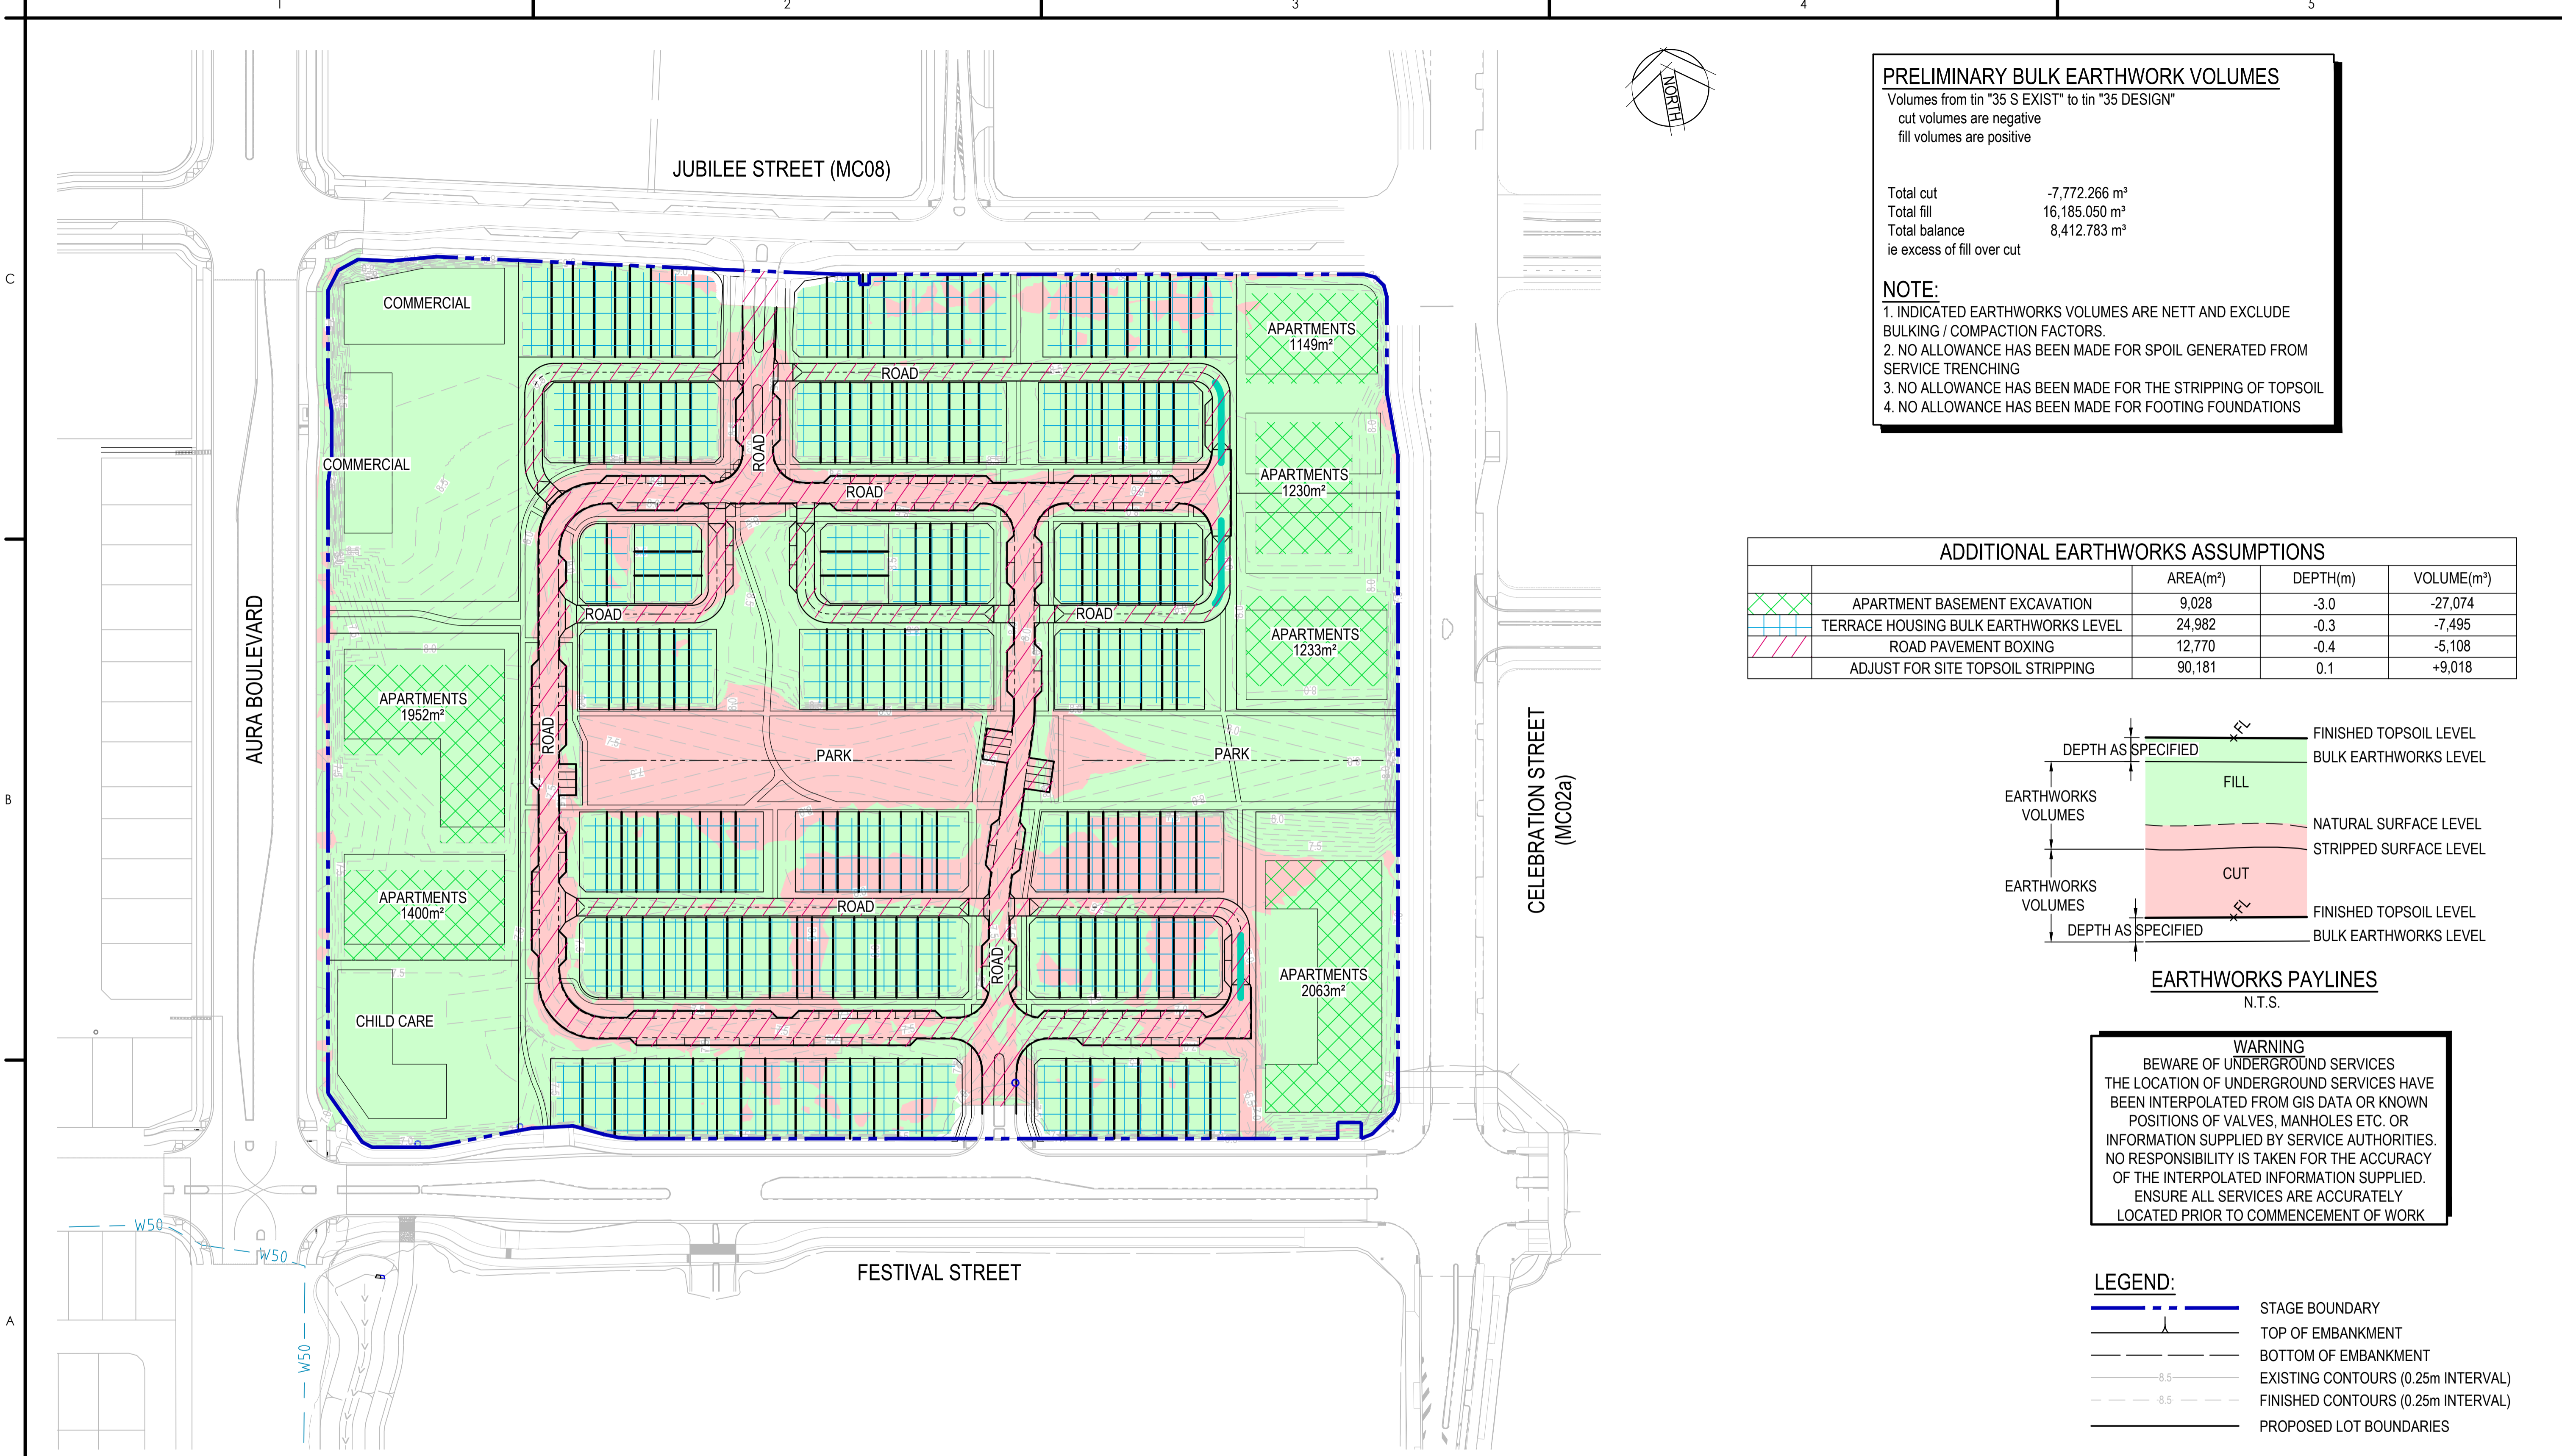 1
2
3
4
5
C
B
A
NORTH
JUBILEE STREET (MC08)
AURA BOULEVARD
CELEBRATION STREET
(MC02a)
FESTIVAL STREET
COMMERCIAL
COMMERCIAL
APARTMENTS
1149m²
ROAD
ROAD
ROAD
APARTMENTS
1230m²
ROAD
ROAD
APARTMENTS
1233m²
APARTMENTS
1952m²
ROAD
PARK
PARK
APARTMENTS
1400m²
ROAD
ROAD
APARTMENTS
2063m²
CHILD CARE
W50
W50
W50
PRELIMINARY BULK EARTHWORK VOLUMES
Volumes from tin "35 S EXIST" to tin "35 DESIGN"
cut volumes are negative
fill volumes are positive
Total cut -7,772.266 m³
Total fill 16,185.050 m³
Total balance 8,412.783 m³
ie excess of fill over cut
NOTE:
1. INDICATED EARTHWORKS VOLUMES ARE NETT AND EXCLUDE
BULKING / COMPACTION FACTORS.
2. NO ALLOWANCE HAS BEEN MADE FOR SPOIL GENERATED FROM
SERVICE TRENCHING
3. NO ALLOWANCE HAS BEEN MADE FOR THE STRIPPING OF TOPSOIL
4. NO ALLOWANCE HAS BEEN MADE FOR FOOTING FOUNDATIONS
ADDITIONAL EARTHWORKS ASSUMPTIONS
AREA(m²) DEPTH(m) VOLUME(m³)
APARTMENT BASEMENT EXCAVATION 9,028 -3.0 -27,074
TERRACE HOUSING BULK EARTHWORKS LEVEL 24,982 -0.3 -7,495
ROAD PAVEMENT BOXING 12,770 -0.4 -5,108
ADJUST FOR SITE TOPSOIL STRIPPING 90,181 0.1 +9,018
FL
FINISHED TOPSOIL LEVEL
DEPTH AS SPECIFIED
BULK EARTHWORKS LEVEL
FILL
EARTHWORKS
VOLUMES
NATURAL SURFACE LEVEL
STRIPPED SURFACE LEVEL
CUT
EARTHWORKS
VOLUMES
FL
FINISHED TOPSOIL LEVEL
DEPTH AS SPECIFIED
BULK EARTHWORKS LEVEL
EARTHWORKS PAYLINES
N.T.S.
WARNING
BEWARE OF UNDERGROUND SERVICES
THE LOCATION OF UNDERGROUND SERVICES HAVE
BEEN INTERPOLATED FROM GIS DATA OR KNOWN
POSITIONS OF VALVES, MANHOLES ETC. OR
INFORMATION SUPPLIED BY SERVICE AUTHORITIES.
NO RESPONSIBILITY IS TAKEN FOR THE ACCURACY
OF THE INTERPOLATED INFORMATION SUPPLIED.
ENSURE ALL SERVICES ARE ACCURATELY
LOCATED PRIOR TO COMMENCEMENT OF WORK
LEGEND:
STAGE BOUNDARY
TOP OF EMBANKMENT
BOTTOM OF EMBANKMENT
8.5 EXISTING CONTOURS (0.25m INTERVAL)
8.5 FINISHED CONTOURS (0.25m INTERVAL)
PROPOSED LOT BOUNDARIES